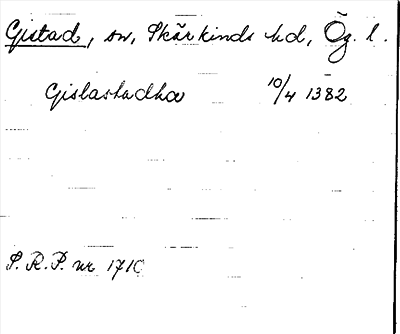 Gistad, sn, Skärkinds hd, Ög. l.
Gislastadha 10/4 1382
S.R.P. nr 1710